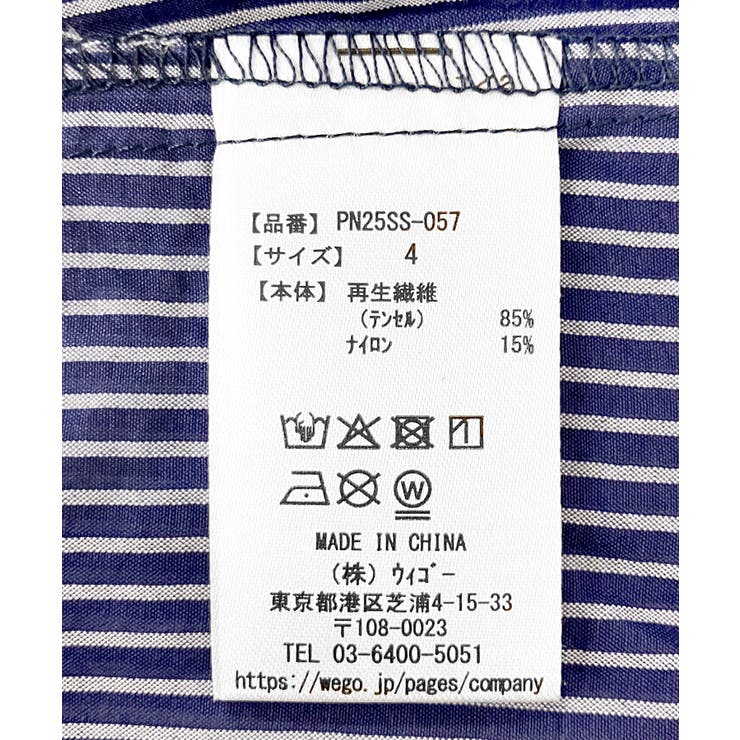 【品番】 PN25SS-057
【サイズ】 4
【本体】 再生繊維
(テンセル) 85%
ナイロン 15%
W
MADE IN CHINA
(株) ウィゴー
東京都港区芝浦4-15-33
〒108-0023
TEL 03-6400-5051
https://wego.jp/pages/company